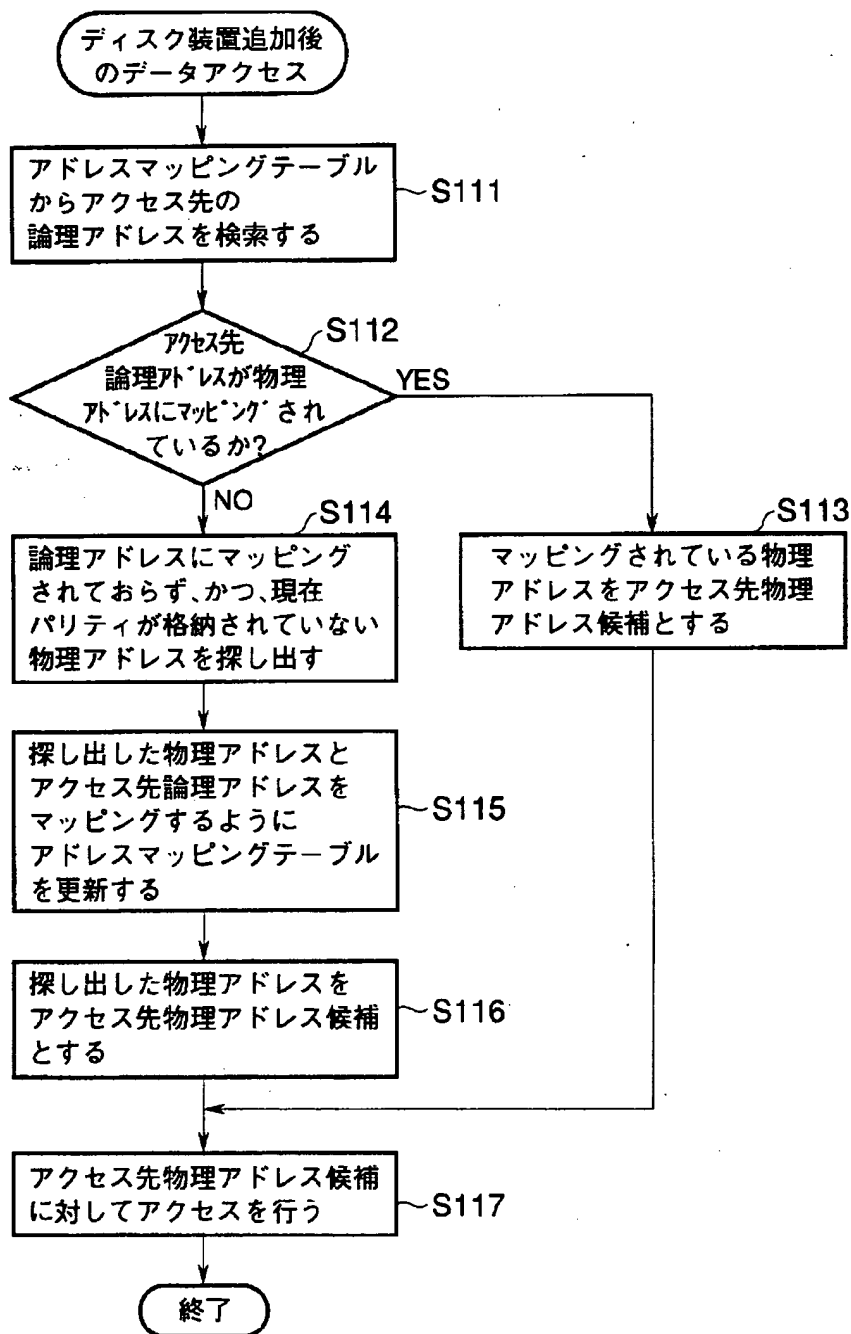 ディスク装置追加後
のデータアクセス
アドレスマッピングテーブル
からアクセス先の
論理アドレスを検索する
S111
アクセス先
論理アドレスが物理
アドレスにマッピングされ
ているか?
S112
YES
NO
S114
論理アドレスにマッピング
されておらず、かつ、現在
パリティが格納されていない
物理アドレスを探し出す
S113
マッピングされている物理
アドレスをアクセス先物理
アドレス候補とする
探し出した物理アドレスと
アクセス先論理アドレスを
マッピングするように
アドレスマッピングテーブル
を更新する
S115
探し出した物理アドレスを
アクセス先物理アドレス候補
とする
S116
アクセス先物理アドレス候補
に対してアクセスを行う
S117
終了